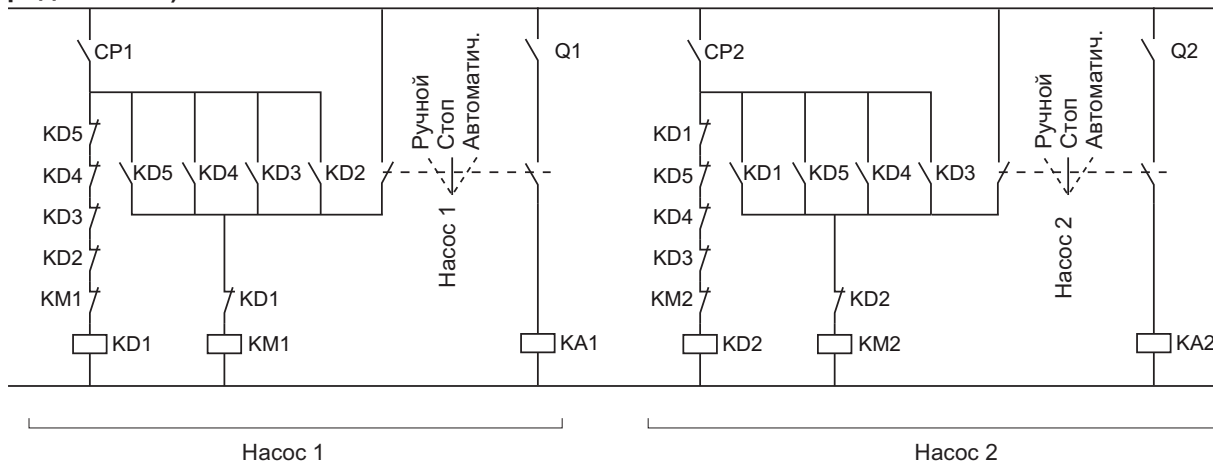 CP1
KD5
KD4
KD3
KD2
KM1
KD1
KD5
KD4
KD3
KD2
KD1
KM1
Ручной
Стоп
Автоматич.
Насос 1
Q1
KA1
CP2
KD1
KD5
KD4
KD3
KM2
KD2
KD1
KD5
KD4
KD3
KD2
KM2
Ручной
Стоп
Автоматич.
Насос 2
Q2
KA2
Насос 1
Насос 2